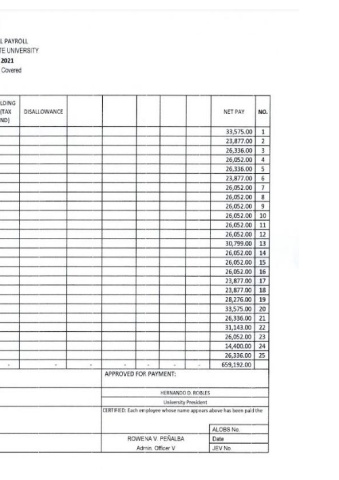 L PAYROLL
TE UNIVERSITY
2021
Covered
LDING
(TAX
ND)
DISALLOWANCE
NET PAY
NO.
33,575.00 1
23,877.00 2
26,336.00 3
26,052.00 4
26,336.00 5
23,877.00 6
26,052.00 7
26,052.00 8
26,052.00 9
26,052.00 10
26,052.00 11
26,052.00 12
30,799.00 13
26,052.00 14
26,052.00 15
26,052.00 16
23,877.00 17
23,877.00 18
28,276.00 19
33,575.00 20
26,336.00 21
31,143.00 22
26,052.00 23
14,400.00 24
26,336.00 25
- - - - - - - 659,192.00
APPROVED FOR PAYMENT:
HERNANDO D. ROBLES
University President
CERTIFIED: Each employee whose name appears above has been paid the
ALOBS No.
ROWENA V. PEÑALBA Date
Admin. Officer V JEV No.